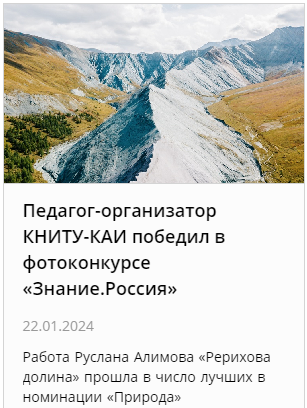 Педагог-организатор
КНИТУ-КАИ победил в
фотоконкурсе
«Знание.Россия»
22.01.2024
Работа Руслана Алимова «Рерихова
долина» прошла в число лучших в
номинации «Природа»